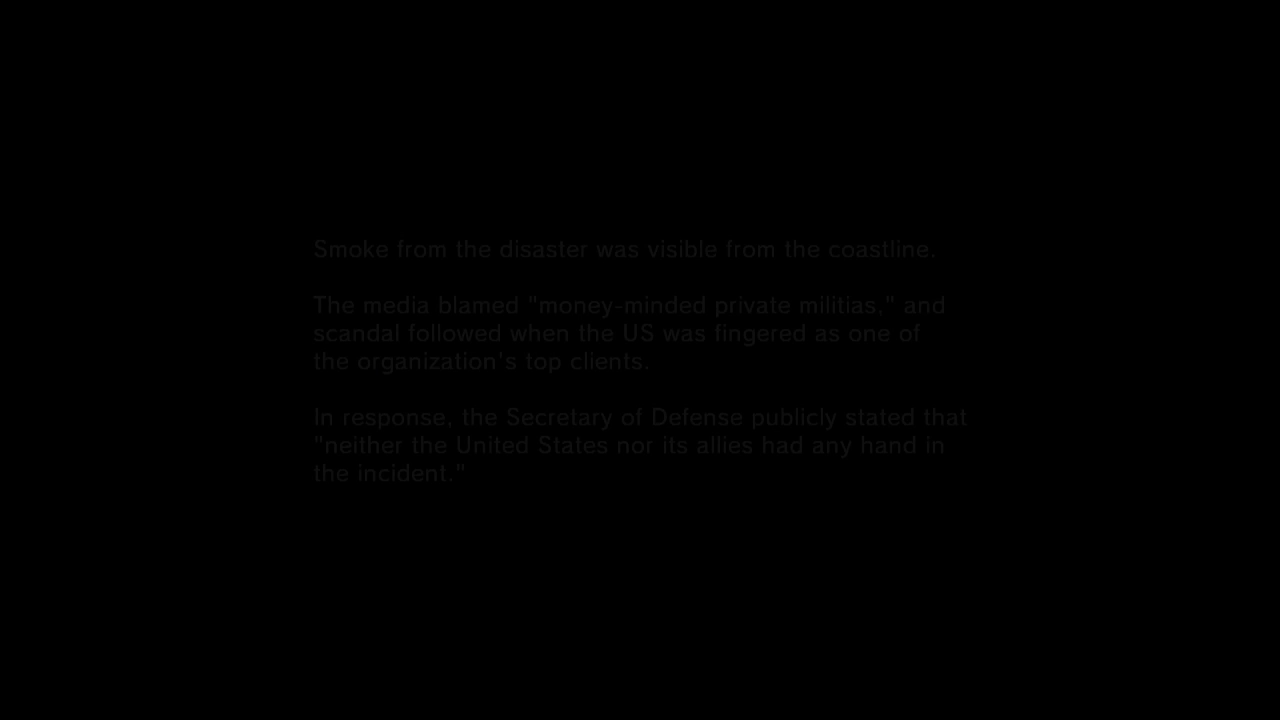 Smoke from the disaster was visible from the coastline.
The media blamed "money-minded private militias," and
scandal followed when the US was fingered as one of
the organization's top clients.
In response, the Secretary of Defense publicly stated that
"neither the United States nor its allies had any hand in
the incident."